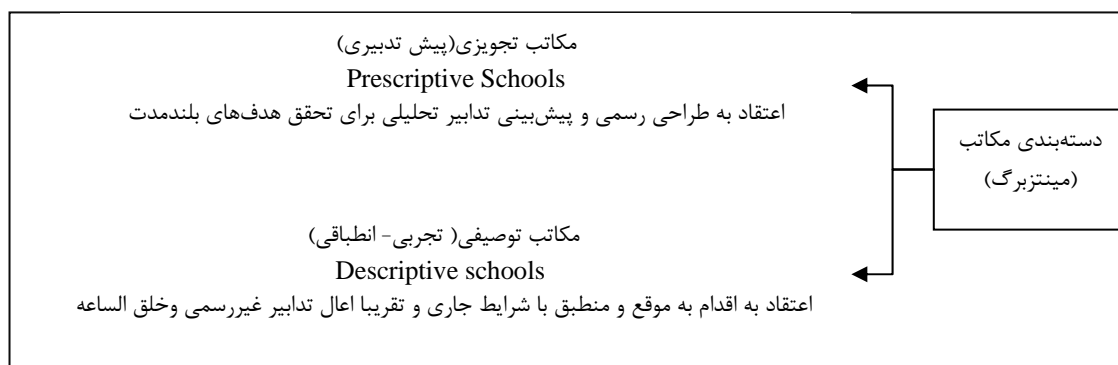 دسته‌بندی مکاتب
(مینتزبرگ)
مکاتب تجویزی(پیش تدبیری)
Prescriptive Schools
اعتقاد به طراحی رسمی و پیش‌بینی تدابیر تحلیلی برای تحقق هدف‌های بلندمدت
مکاتب توصیفی( تجربی- انطباقی)
Descriptive schools
اعتقاد به اقدام به موقع و منطبق با شرایط جاری و تقریبا اعال تدابیر غیررسمی وخلق الساعه